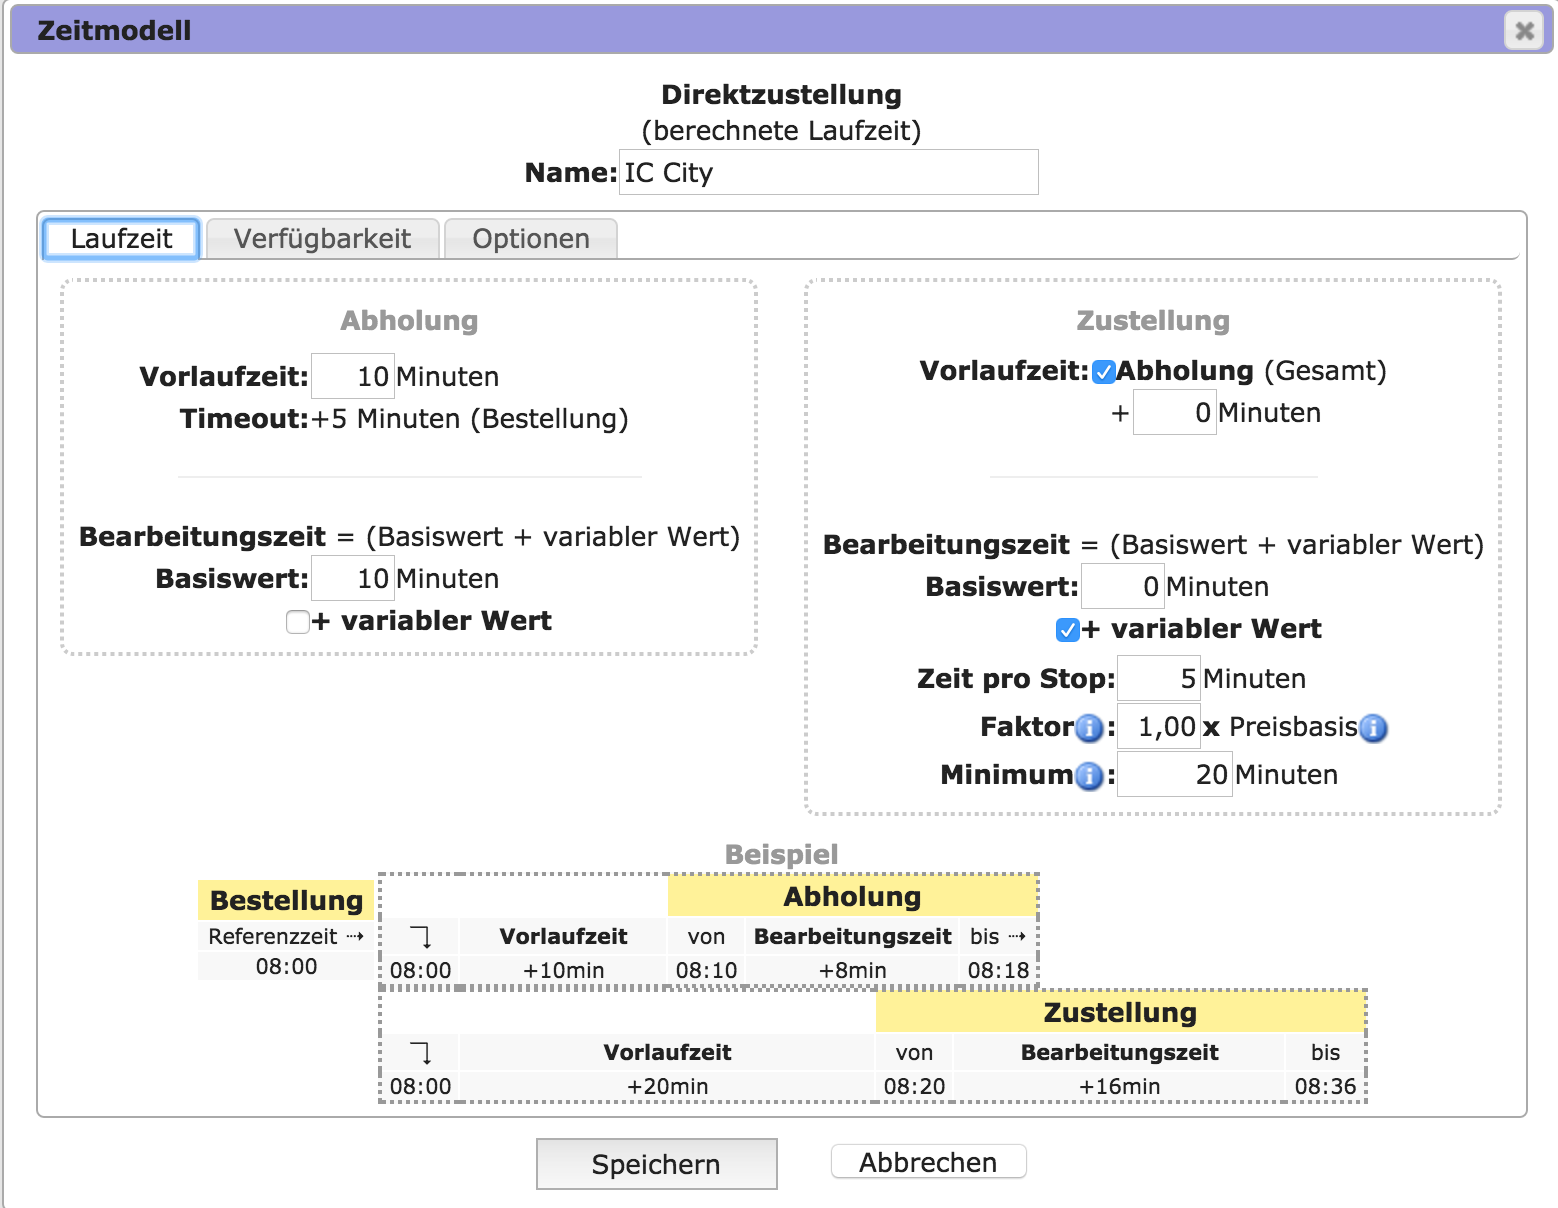 Zeitmodell
Direktzustellung
(berechnete Laufzeit)
Name: IC City
Laufzeit Verfügbarkeit Optionen
Abholung
Vorlaufzeit: 10 Minuten
Timeout: +5 Minuten (Bestellung)
Bearbeitungszeit = (Basiswert + variabler Wert)
Basiswert: 10 Minuten
+ variabler Wert
Zustellung
Vorlaufzeit: Abholung (Gesamt)
+ 0 Minuten
Bearbeitungszeit = (Basiswert + variabler Wert)
Basiswert: 0 Minuten
+ variabler Wert
Zeit pro Stop: 5 Minuten
Faktor i : 1,00 x Preisbasis i
Minimum i : 20 Minuten
Beispiel
Bestellung
Referenzzeit ⇢
08:00
Abholung
Vorlaufzeit von Bearbeitungszeit bis ⇢
08:00 +10min 08:10 +8min 08:18
Zustellung
Vorlaufzeit von Bearbeitungszeit bis
08:00 +20min 08:20 +16min 08:36
Speichern Abbrechen